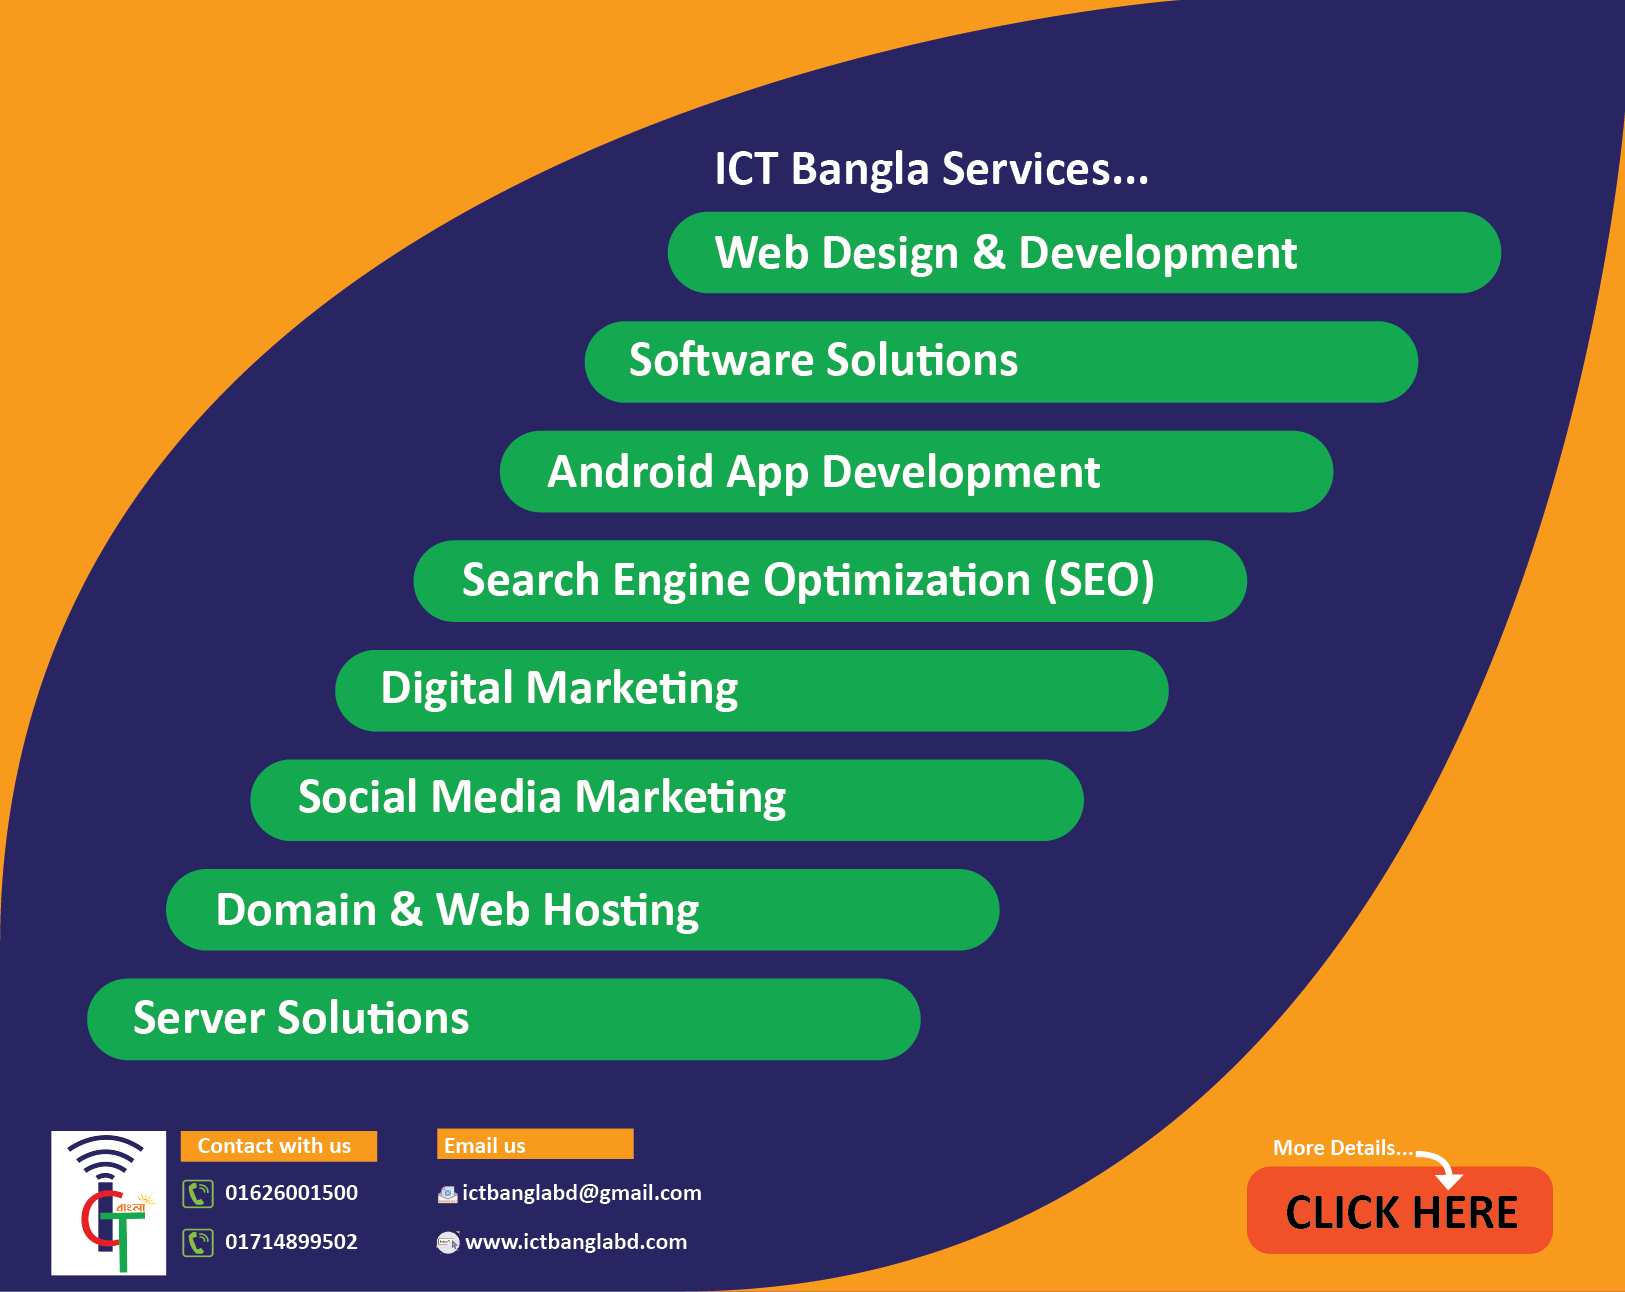 ICT Bangla Services...
Web Design & Development
Software Solutions
Android App Development
Search Engine Optimization (SEO)
Digital Marketing
Social Media Marketing
Domain & Web Hosting
Server Solutions
ICT
বাংলা
Contact with us
01626001500
01714899502
Email us
ictbanglabd@gmail.com
www.ictbanglabd.com
More Details...
CLICK HERE